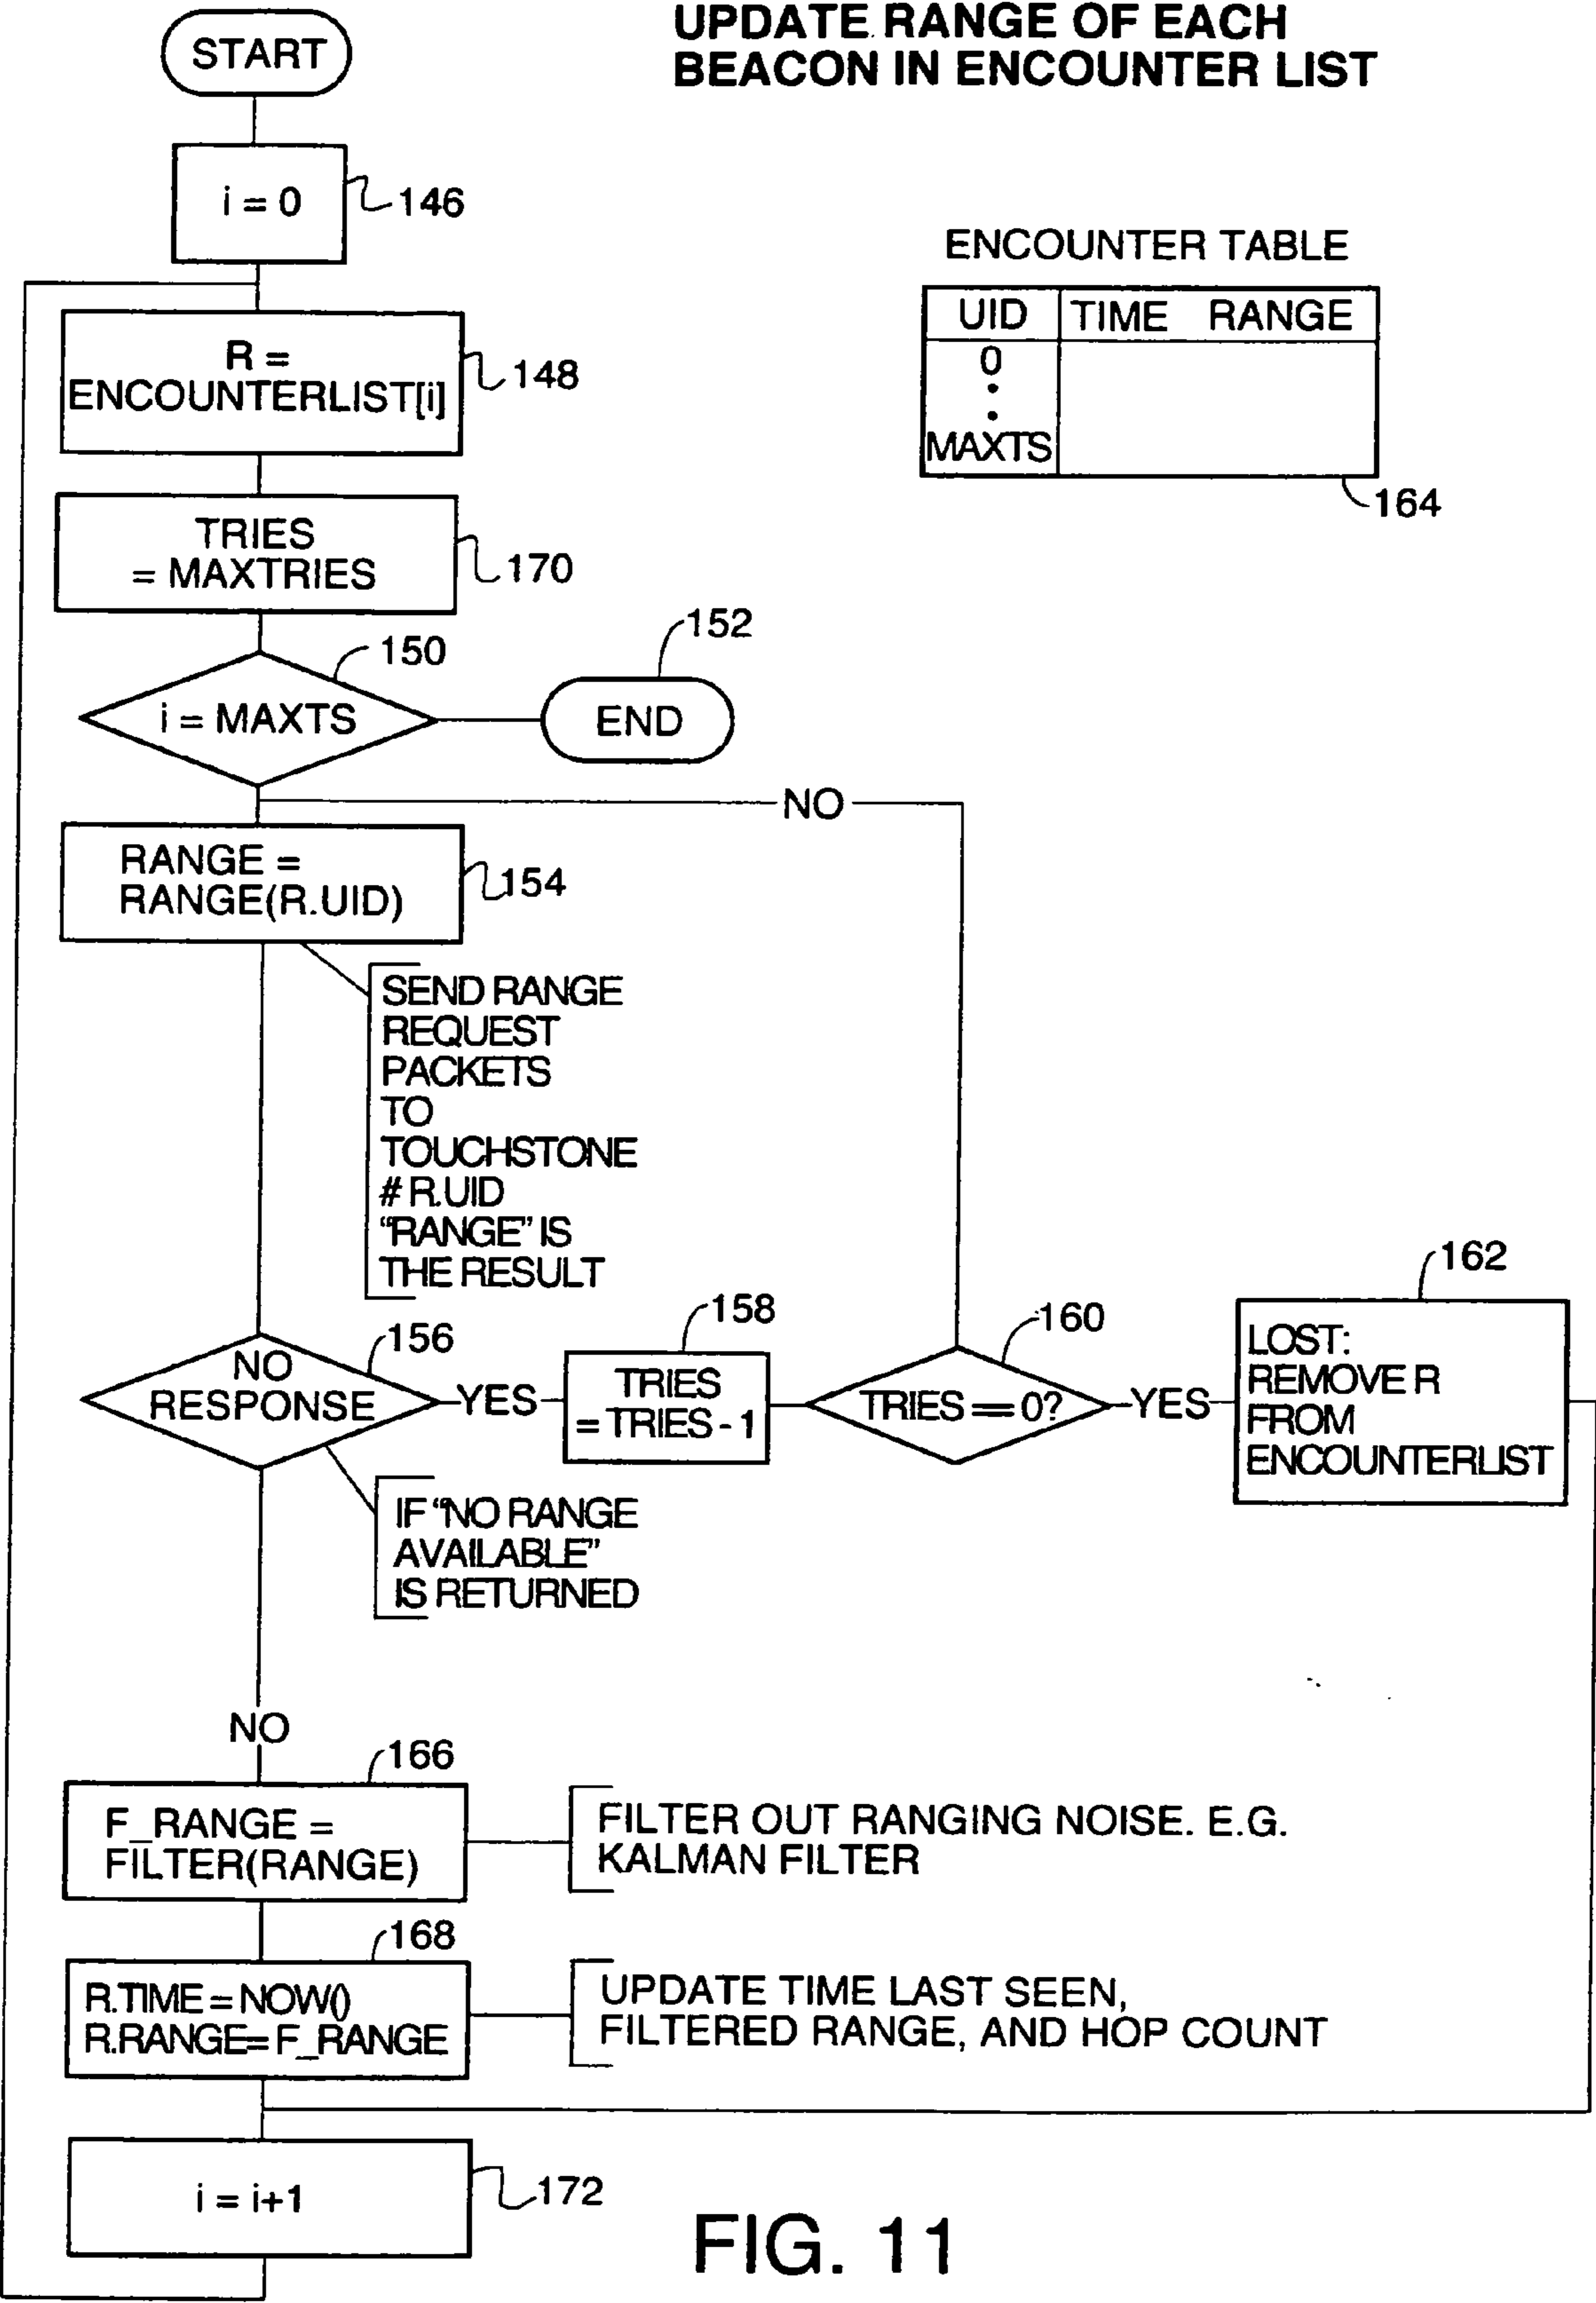 UPDATE RANGE OF EACH
BEACON IN ENCOUNTER LIST
START
i = 0
146
ENCOUNTER TABLE
UID TIME RANGE
0
MAXTS
164
R =
ENCOUNTERLIST[i]
148
TRIES
= MAXTRIES
170
150
i = MAXTS
152
END
NO
RANGE =
RANGE(R.UID)
154
SEND RANGE
REQUEST
PACKETS
TO
TOUCHSTONE
# R.UID
"RANGE" IS
THE RESULT
156
NO
RESPONSE
YES
158
TRIES
= TRIES - 1
160
TRIES == 0?
YES
162
LOST:
REMOVE R
FROM
ENCOUNTERLIST
IF "NO RANGE
AVAILABLE"
IS RETURNED
NO
166
F_RANGE =
FILTER(RANGE)
FILTER OUT RANGING NOISE. E.G.
KALMAN FILTER
168
R.TIME = NOW()
R.RANGE= F_RANGE
UPDATE TIME LAST SEEN,
FILTERED RANGE, AND HOP COUNT
i = i+1
172
FIG. 11